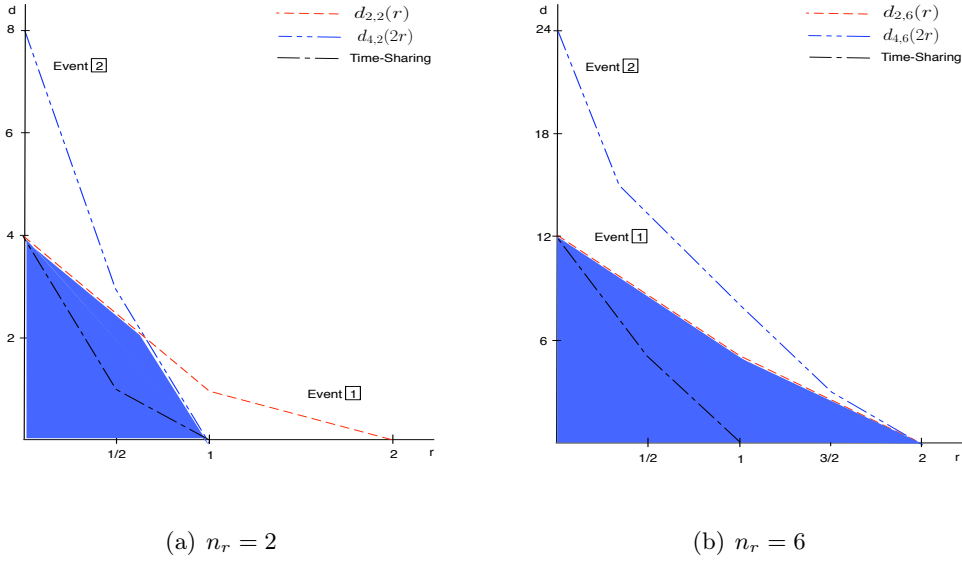 d
8
6
4
2
Event 2
Event 1
d_{2,2}(r)
d_{4,2}(2r)
Time-Sharing
1/2
1
2
r
(a) n_r = 2
d
24
18
12
6
Event 2
Event 1
d_{2,6}(r)
d_{4,6}(2r)
Time-Sharing
1/2
1
3/2
2
r
(b) n_r = 6